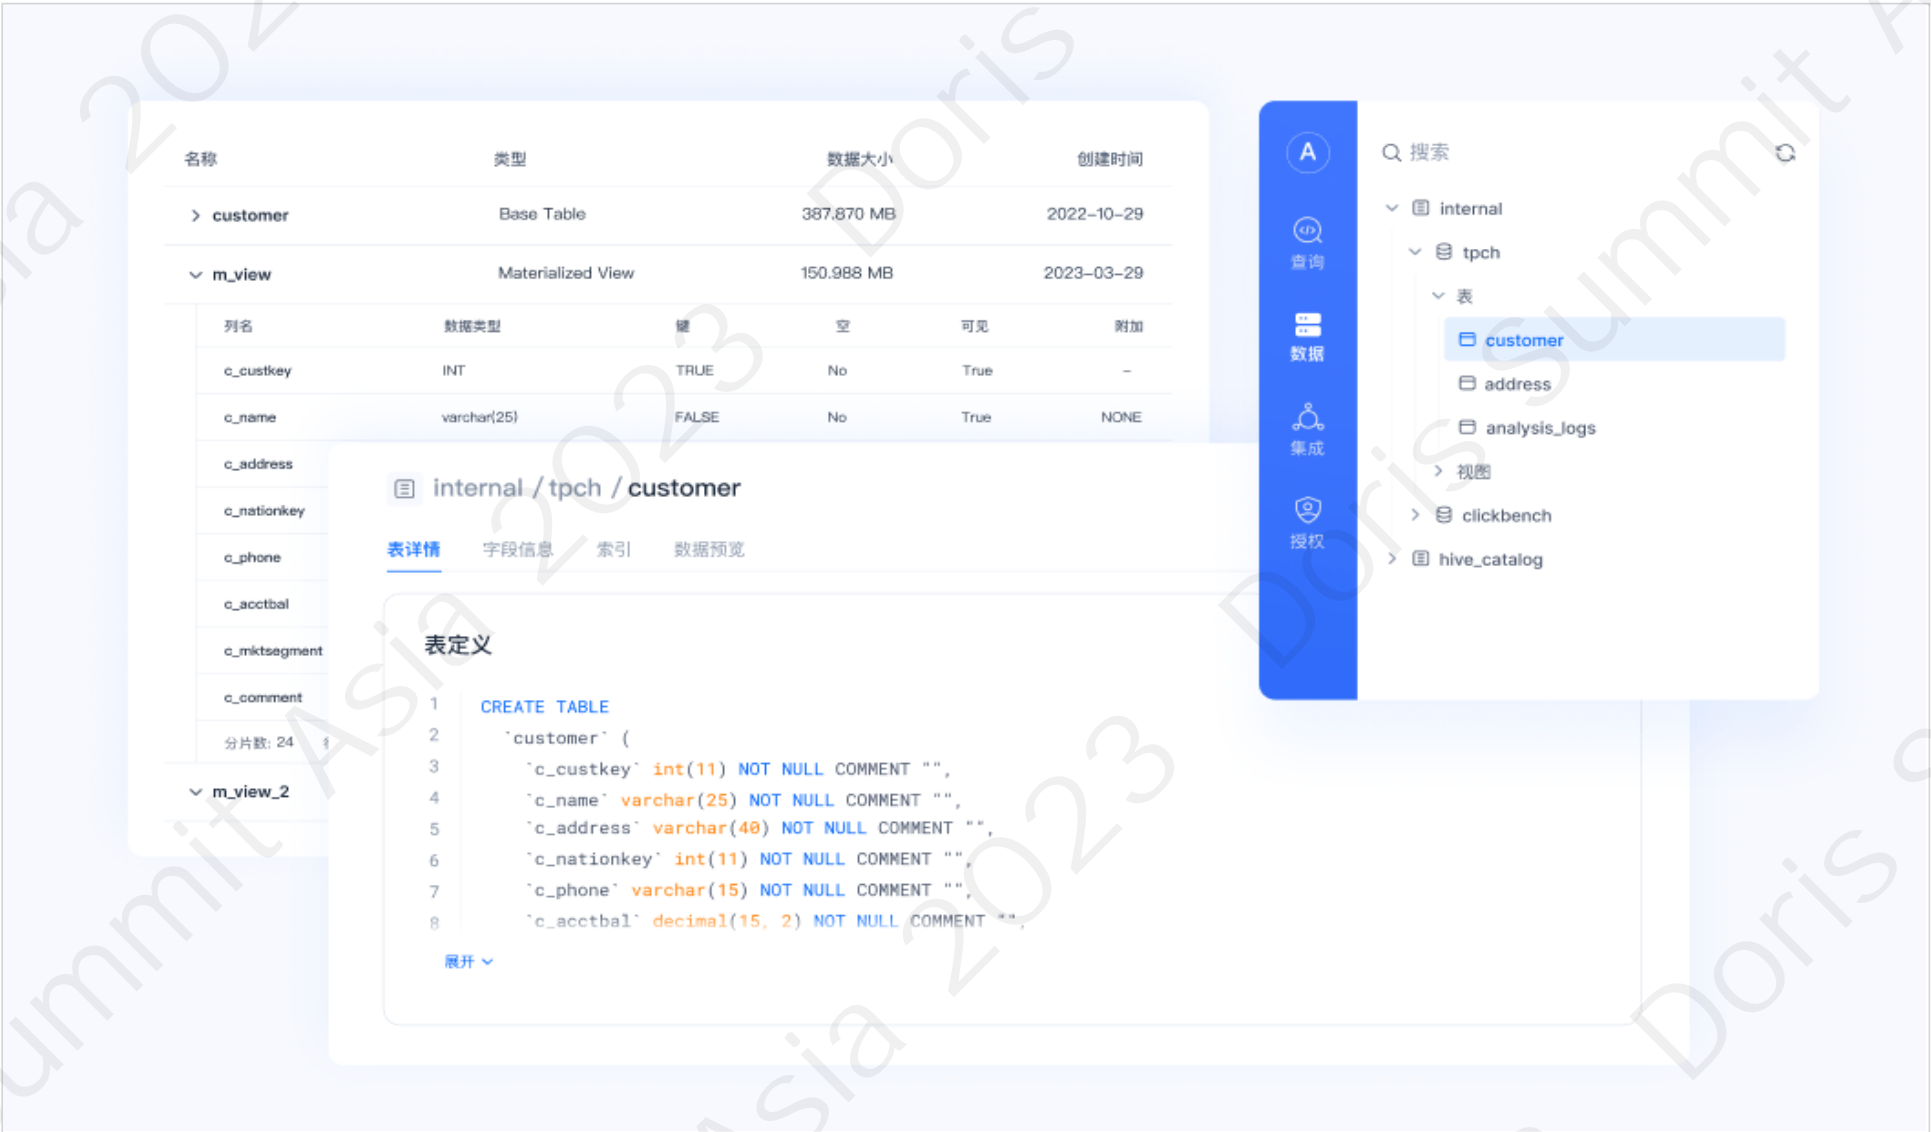 名称 类型 数据大小 创建时间
customer Base Table 387.870 MB 2022-10-29
m_view Materialized View 150.988 MB 2023-03-29
列名 数据类型 键 空 可见 附加
c_custkey INT TRUE No True –
c_name varchar(25) FALSE No True NONE
c_address
c_nationkey
c_phone
c_acctbal
c_mktsegment
c_comment
分片数: 24
m_view_2
internal / tpch / customer
表详情 字段信息 索引 数据预览
表定义
1 CREATE TABLE
2 `customer` (
3 `c_custkey` int(11) NOT NULL COMMENT "",
4 `c_name` varchar(25) NOT NULL COMMENT "",
5 `c_address` varchar(40) NOT NULL COMMENT "",
6 `c_nationkey` int(11) NOT NULL COMMENT "",
7 `c_phone` varchar(15) NOT NULL COMMENT "",
8 `c_acctbal` decimal(15, 2) NOT NULL COMMENT "",
展开
A
查询
数据
集成
授权
搜索
internal
tpch
表
customer
address
analysis_logs
视图
clickbench
hive_catalog
Doris Summit Asia 2023
Doris Summit Asia 2023